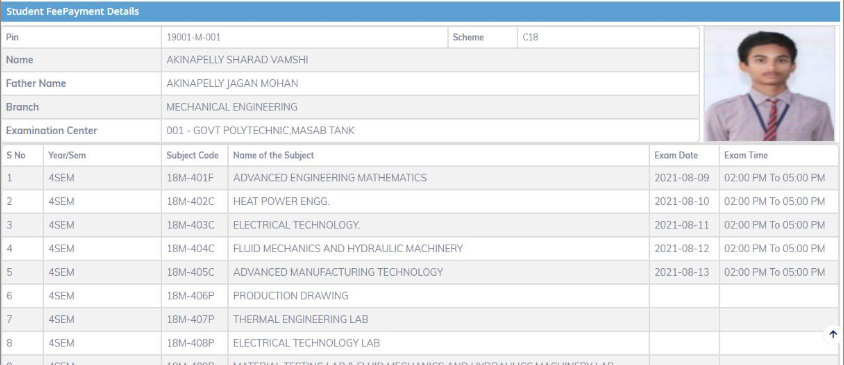 Student FeePayment Details
Pin 19001-M-001 Scheme C18
Name AKINAPELLY SHARAD VAMSHI
Father Name AKINAPELLY JAGAN MOHAN
Branch MECHANICAL ENGINEERING
Examination Center 001 - GOVT POLYTECHNIC,MASAB TANK
S No Year/Sem Subject Code Name of the Subject Exam Date Exam Time
1 4SEM 18M-401F ADVANCED ENGINEERING MATHEMATICS 2021-08-09 02:00 PM To 05:00 PM
2 4SEM 18M-402C HEAT POWER ENGG. 2021-08-10 02:00 PM To 05:00 PM
3 4SEM 18M-403C ELECTRICAL TECHNOLOGY. 2021-08-11 02:00 PM To 05:00 PM
4 4SEM 18M-404C FLUID MECHANICS AND HYDRAULIC MACHINERY 2021-08-12 02:00 PM To 05:00 PM
5 4SEM 18M-405C ADVANCED MANUFACTURING TECHNOLOGY 2021-08-13 02:00 PM To 05:00 PM
6 4SEM 18M-406P PRODUCTION DRAWING
7 4SEM 18M-407P THERMAL ENGINEERING LAB
8 4SEM 18M-408P ELECTRICAL TECHNOLOGY LAB